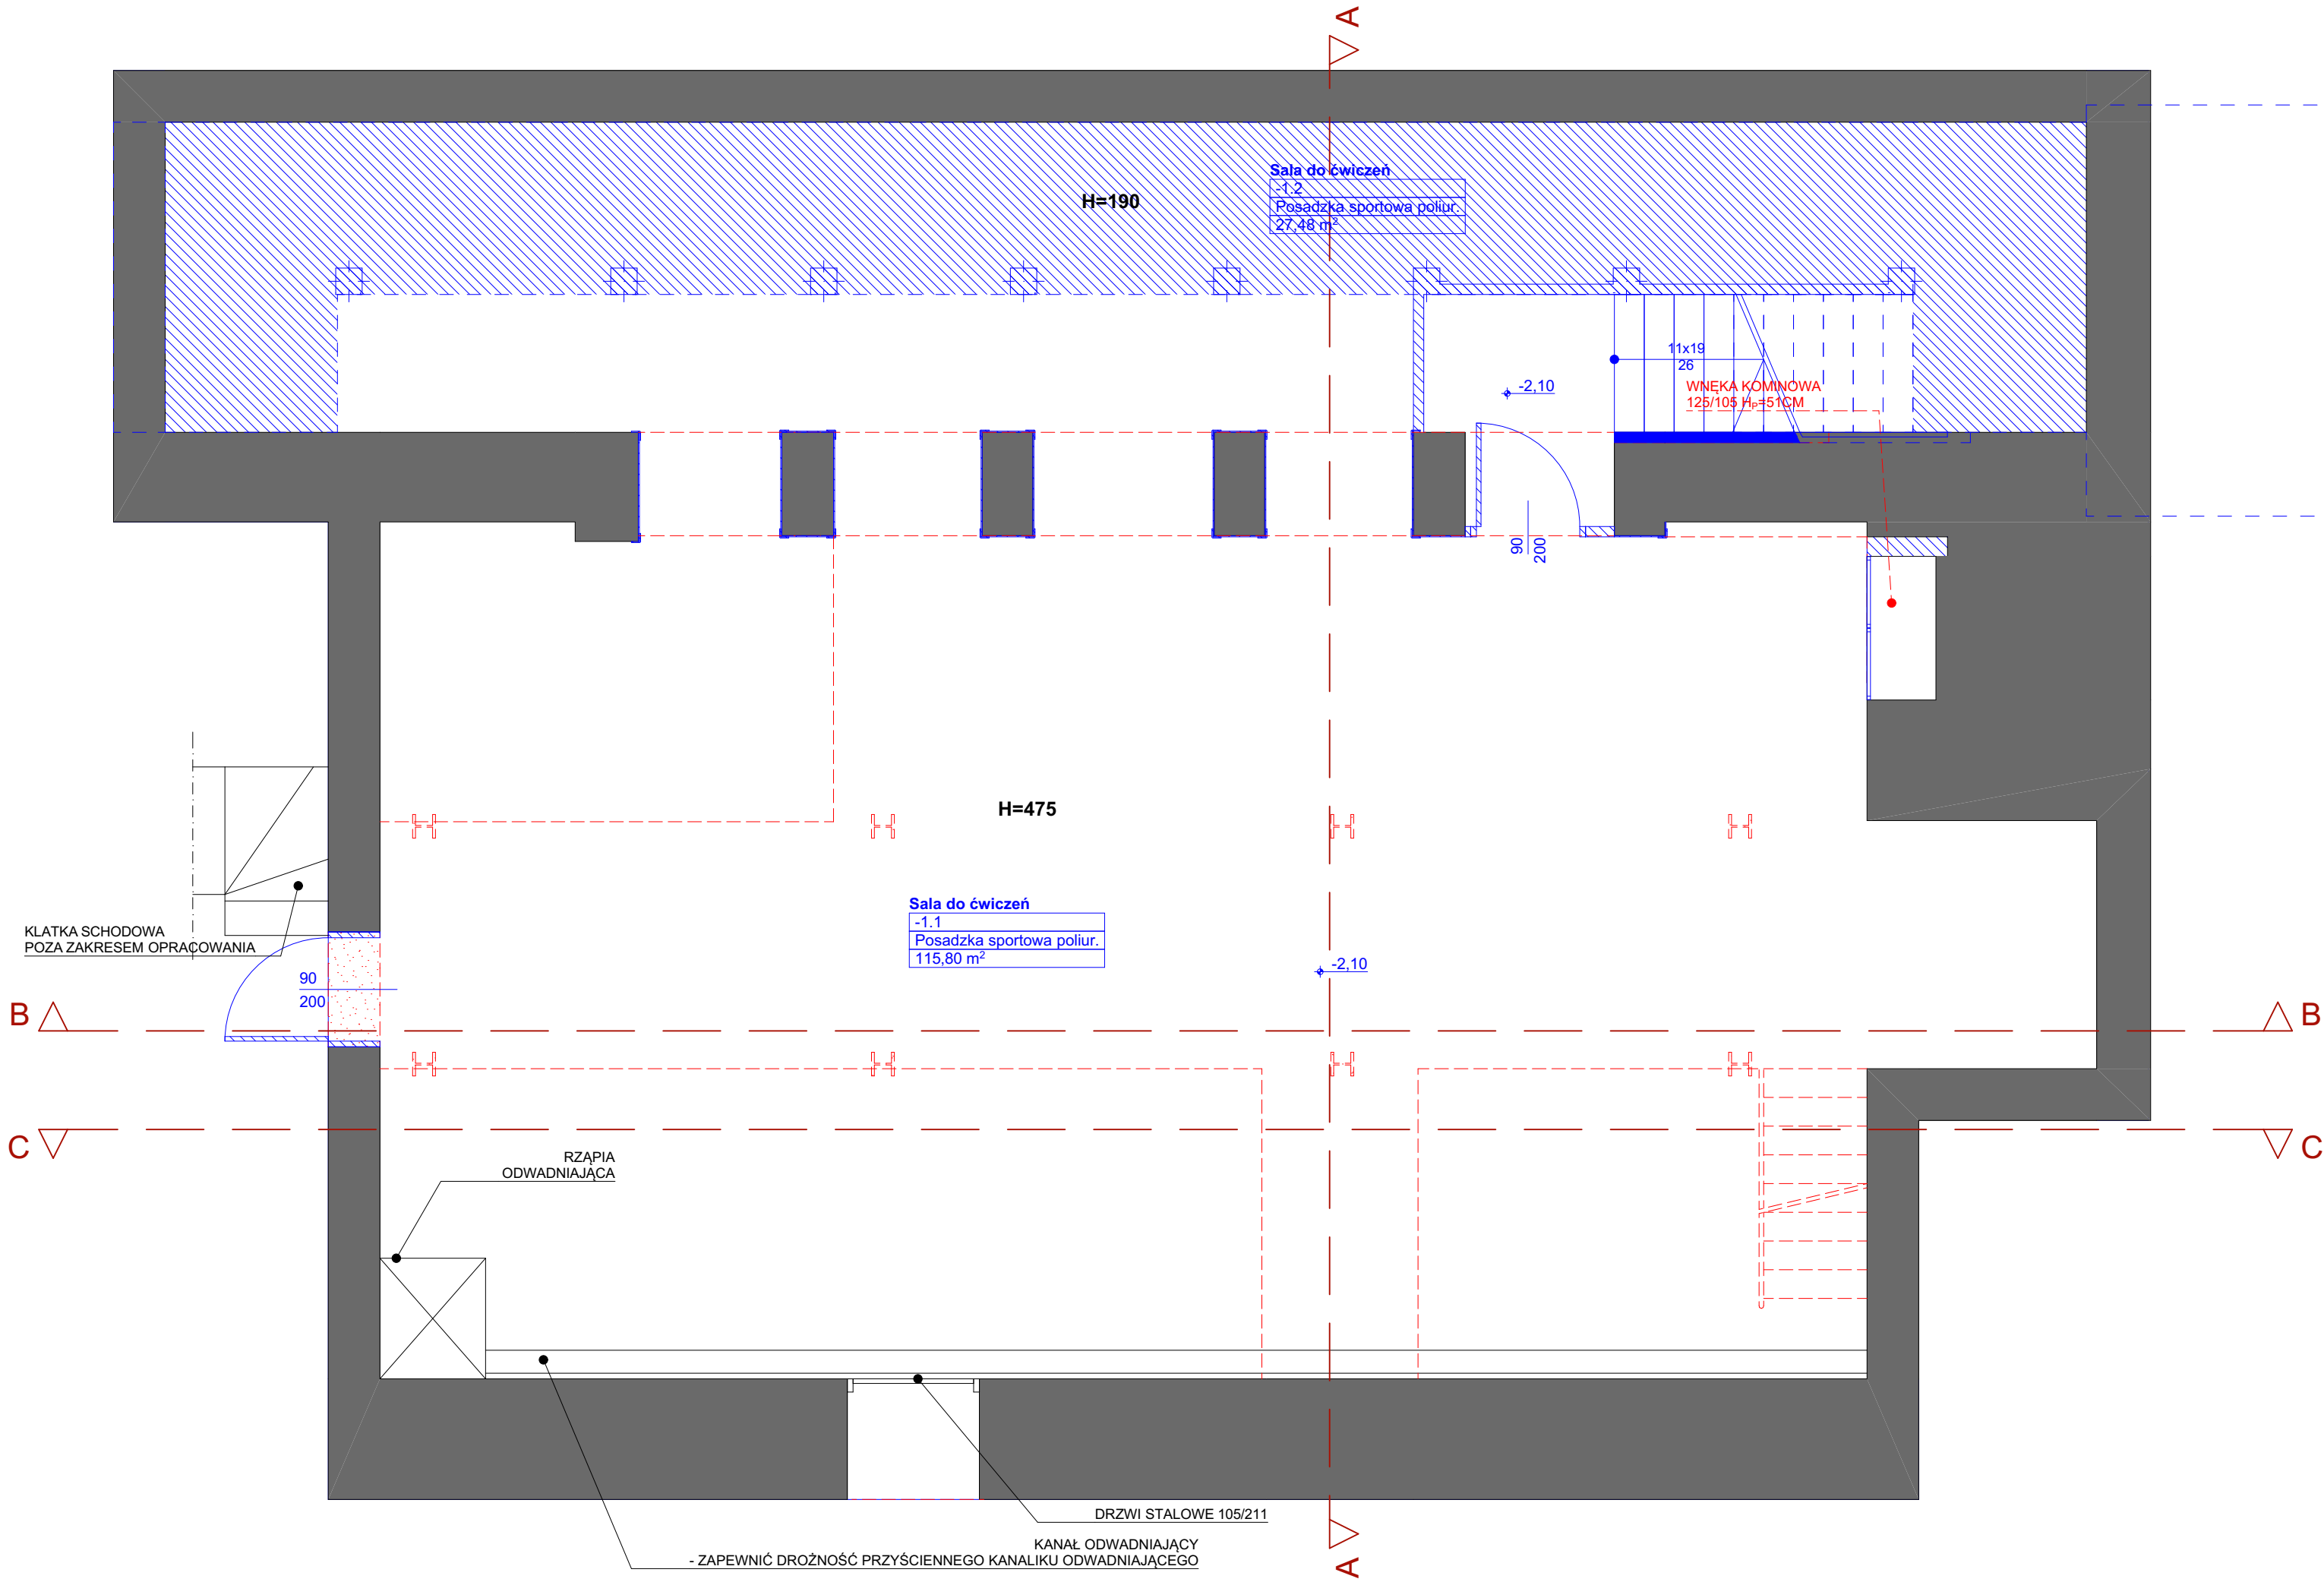 A
Sala do ćwiczeń
-1.2
Posadzka sportowa poliur.
27,48 m²
H=190
11x19
26
WNĘKA KOMINOWA
125/105 Hₚ=51CM
-2,10
90
200
H=475
Sala do ćwiczeń
-1.1
Posadzka sportowa poliur.
115,80 m²
-2,10
KLATKA SCHODOWA
POZA ZAKRESEM OPRACOWANIA
90
200
B
B
C
C
RZĄPIA
ODWADNIAJĄCA
DRZWI STALOWE 105/211
KANAŁ ODWADNIAJĄCY
- ZAPEWNIĆ DROŻNOŚĆ PRZYŚCIENNEGO KANALIKU ODWADNIAJĄCEGO
A